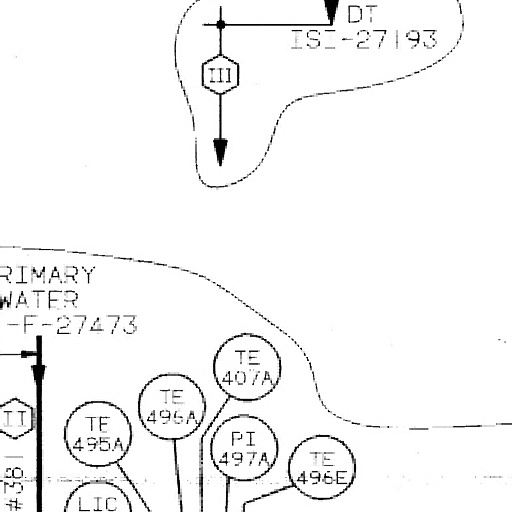 DT
ISI-27193
III
RIMARY
WATER
-F-27473
TE
407A
TE
496A
II
TE
495A
PI
497A
TE
496E
#381
LIC